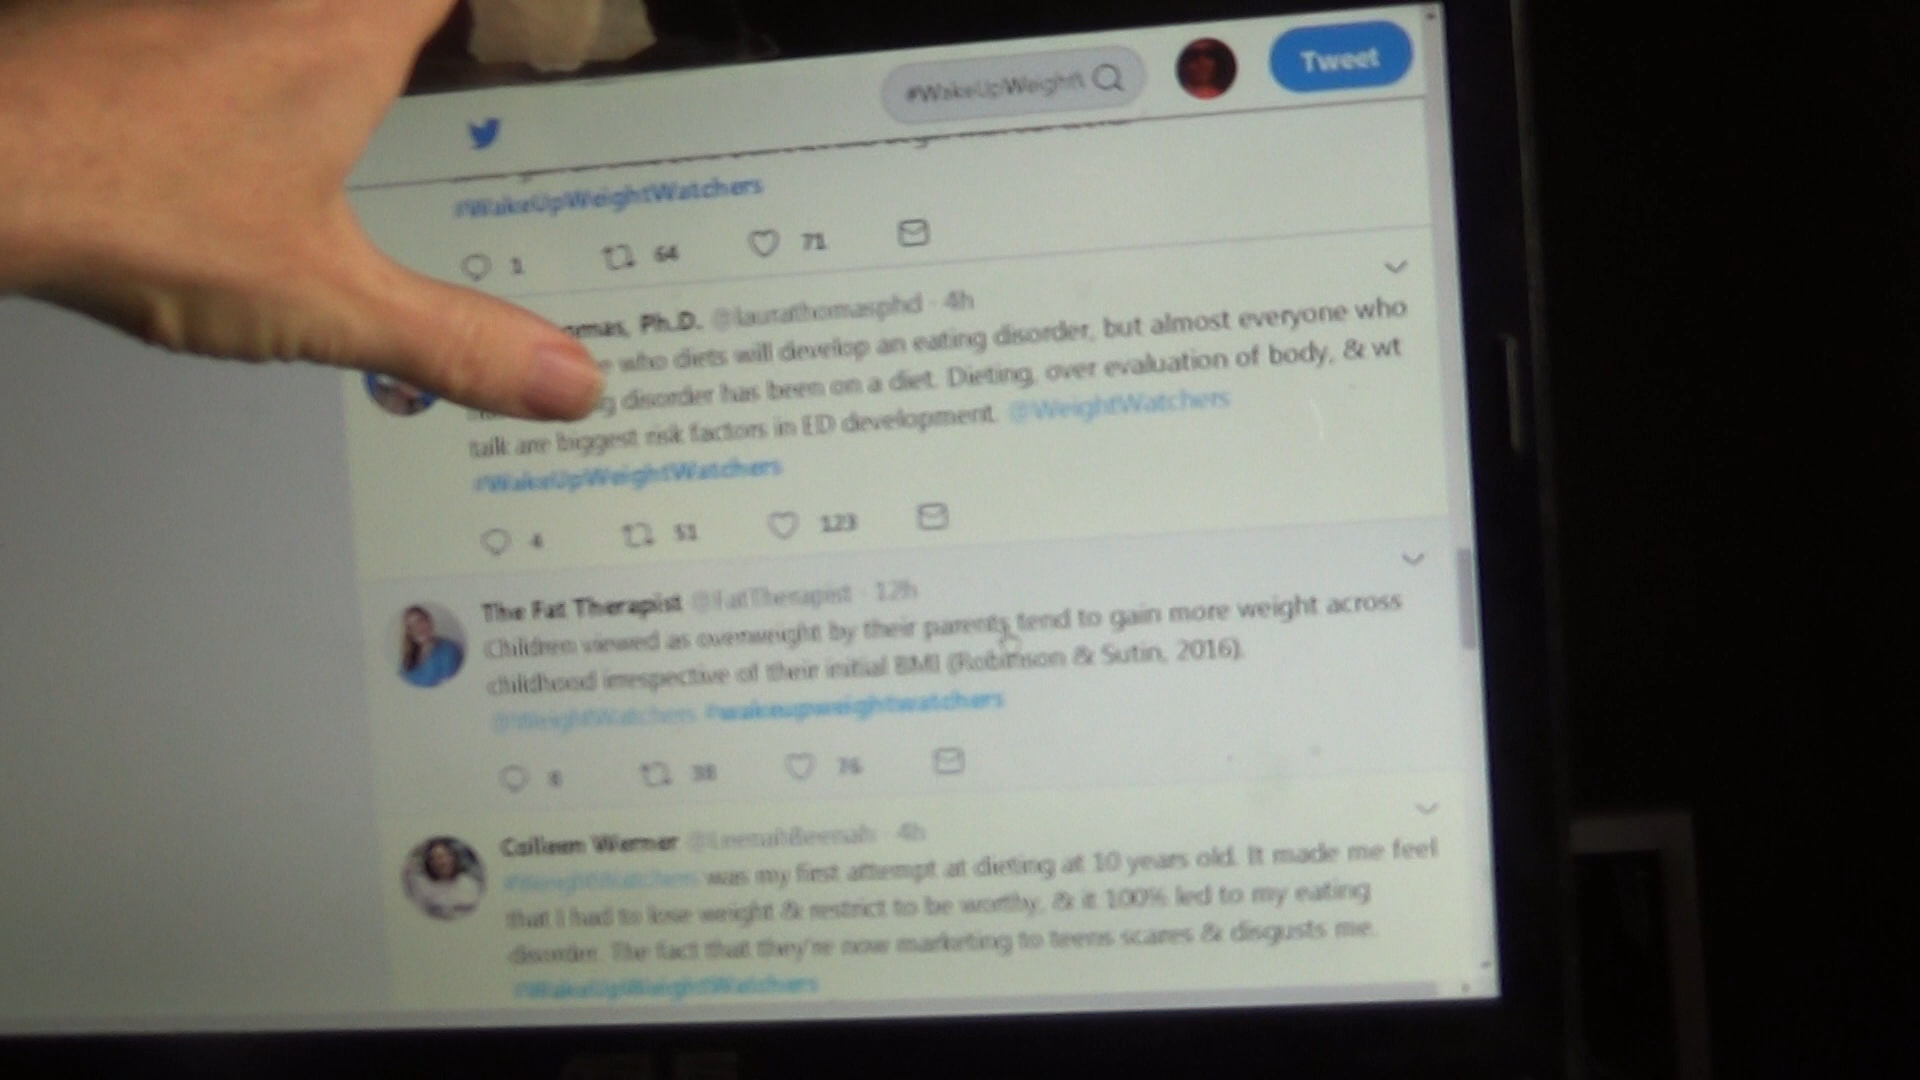 #WakeUpWeight
Tweet
#WakeUpWeightWatchers
1 64 71
Ph.D. @laurathomasphd · 4h
who diets will develop an eating disorder, but almost everyone who
disorder has been on a diet. Dieting, over evaluation of body, & wt
talk are biggest risk factors in ED development. @WeightWatchers
#WakeUpWeightWatchers
4 51 123
The Fat Therapist @FatTherapist · 12h
Children viewed as overweight by their parents tend to gain more weight across
childhood irrespective of their initial BMI (Robinson & Sutin, 2016).
@WeightWatchers #wakeupweightwatchers
38 76
Colleen Werner 4h
#WeightWatchers was my first attempt at dieting at 10 years old. It made me feel
that I had to lose weight & restrict to be worthy, & it 100% led to my eating
disorder. The fact that they're now marketing to teens scares & disgusts me.
#WakeUpWeightWatchers